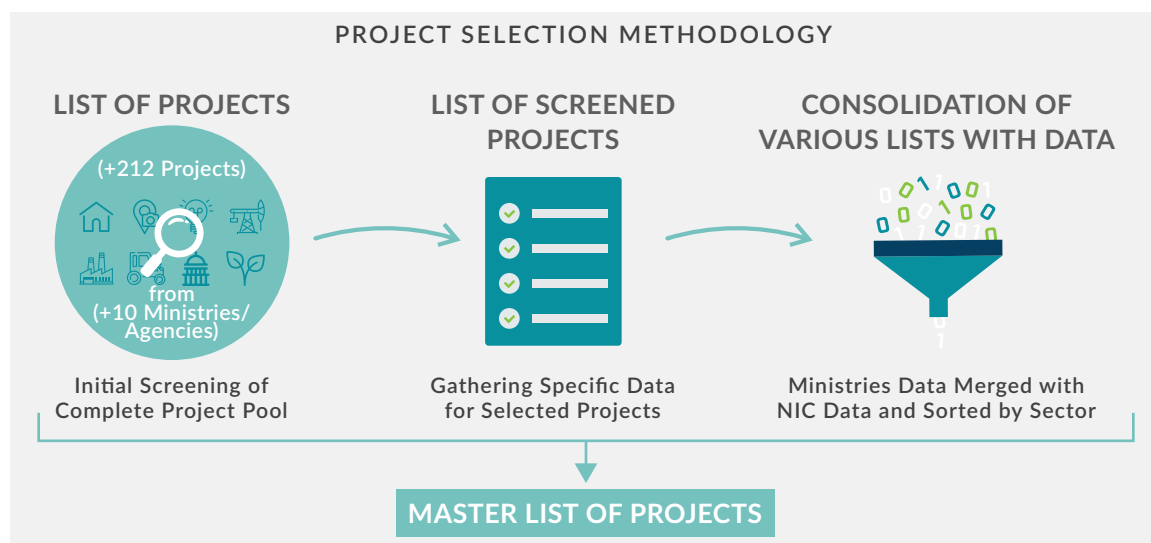 PROJECT SELECTION METHODOLOGY
LIST OF PROJECTS
(+212 Projects)
from
(+10 Ministries/
Agencies)
Initial Screening of
Complete Project Pool
LIST OF SCREENED
PROJECTS
Gathering Specific Data
for Selected Projects
CONSOLIDATION OF
VARIOUS LISTS WITH DATA
Ministries Data Merged with
NIC Data and Sorted by Sector
MASTER LIST OF PROJECTS